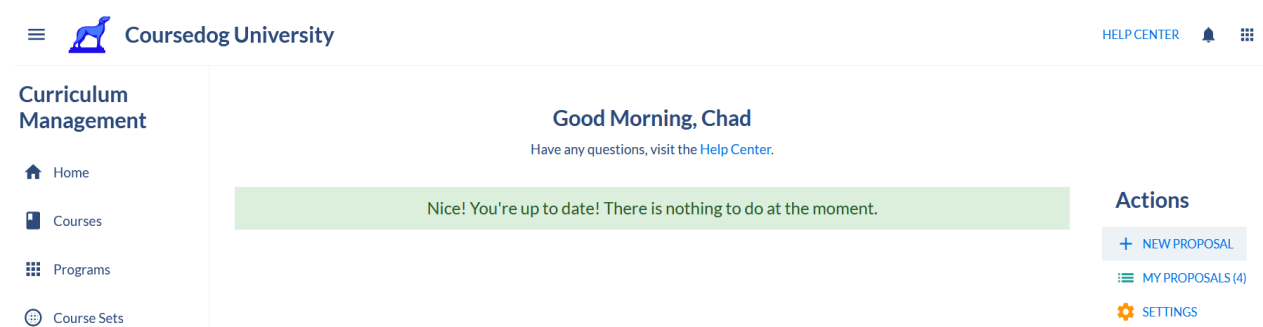 Coursedog University
HELP CENTER
Curriculum
Management
Home
Courses
Programs
Course Sets
Good Morning, Chad
Have any questions, visit the Help Center.
Nice! You're up to date! There is nothing to do at the moment.
Actions
NEW PROPOSAL
MY PROPOSALS (4)
SETTINGS